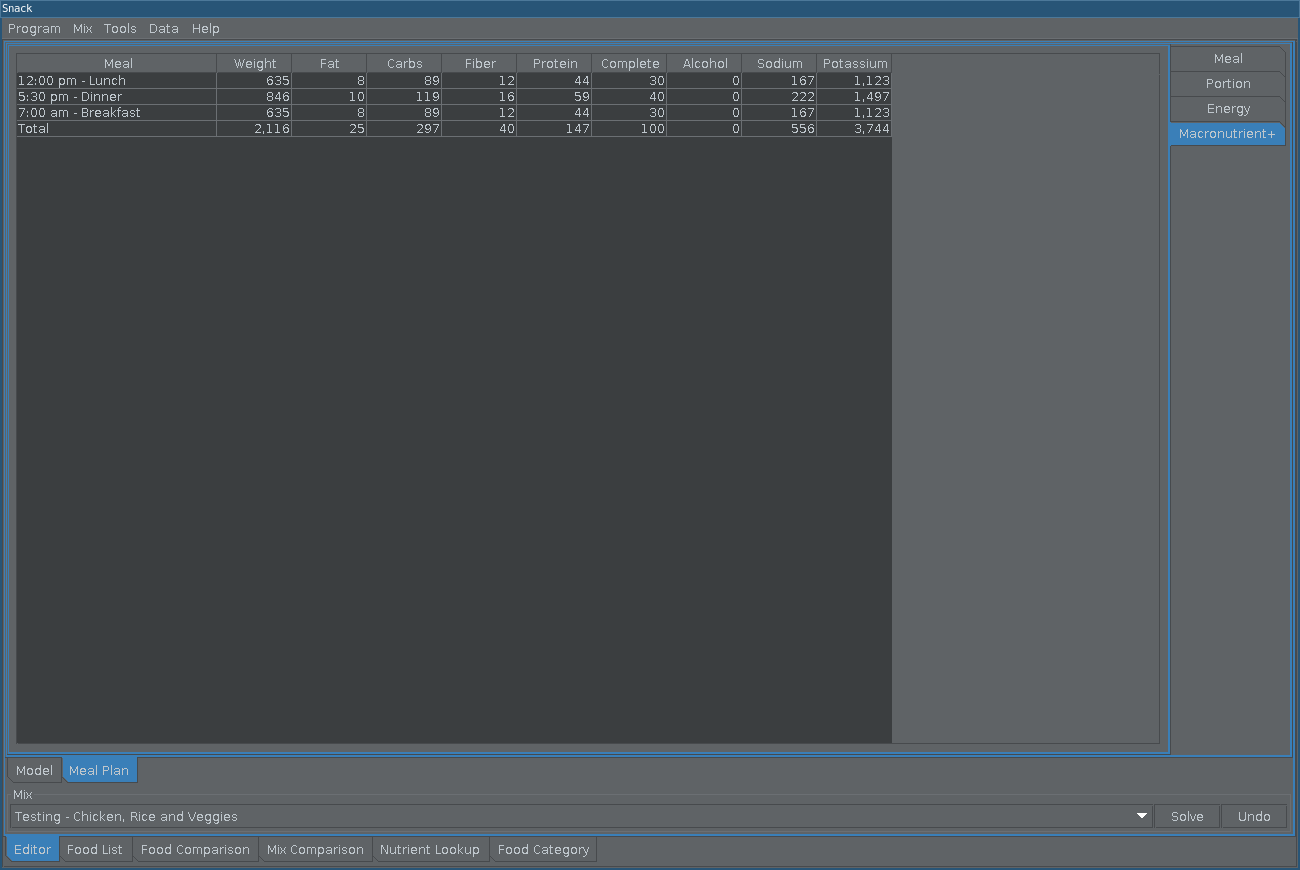 Snack
Program Mix Tools Data Help
Meal Weight Fat Carbs Fiber Protein Complete Alcohol Sodium Potassium
12:00 pm - Lunch 635 8 89 12 44 30 0 167 1,123
5:30 pm - Dinner 846 10 119 16 59 40 0 222 1,497
7:00 am - Breakfast 635 8 89 12 44 30 0 167 1,123
Total 2,116 25 297 40 147 100 0 556 3,744
Meal
Portion
Energy
Macronutrient+
Model Meal Plan
Mix
Testing - Chicken, Rice and Veggies Solve Undo
Editor Food List Food Comparison Mix Comparison Nutrient Lookup Food Category